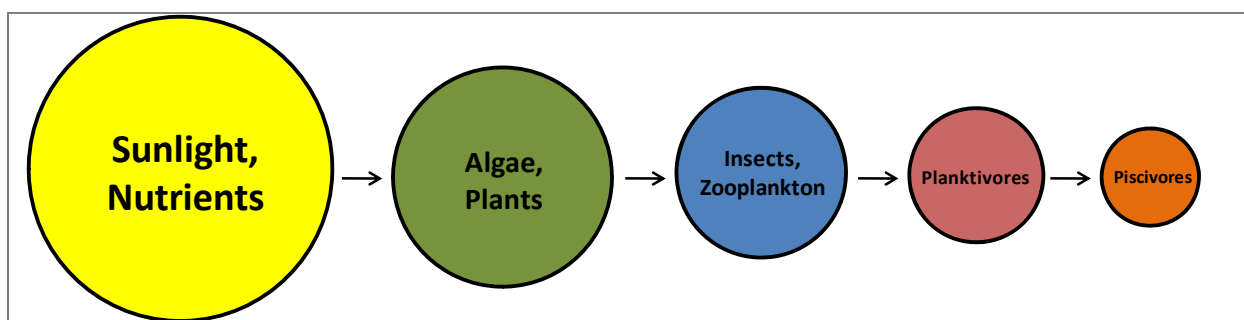 Sunlight,
Nutrients
Algae,
Plants
Insects,
Zooplankton
Planktivores
Piscivores